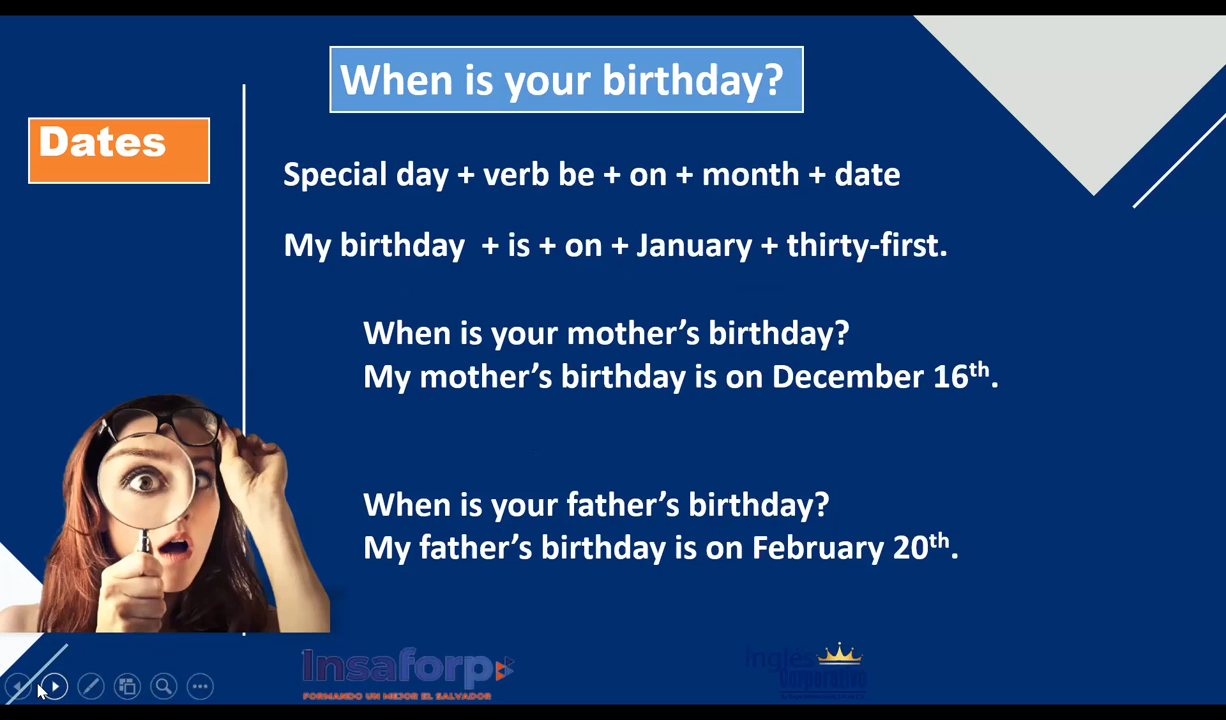 When is your birthday?
Dates
Special day + verb be + on + month + date
My birthday + is + on + January + thirty-first.
When is your mother’s birthday?
My mother’s birthday is on December 16th.
When is your father’s birthday?
My father’s birthday is on February 20th.
Insaforp
FORMANDO UN MEJOR EL SALVADOR
Inglés
Corporativo